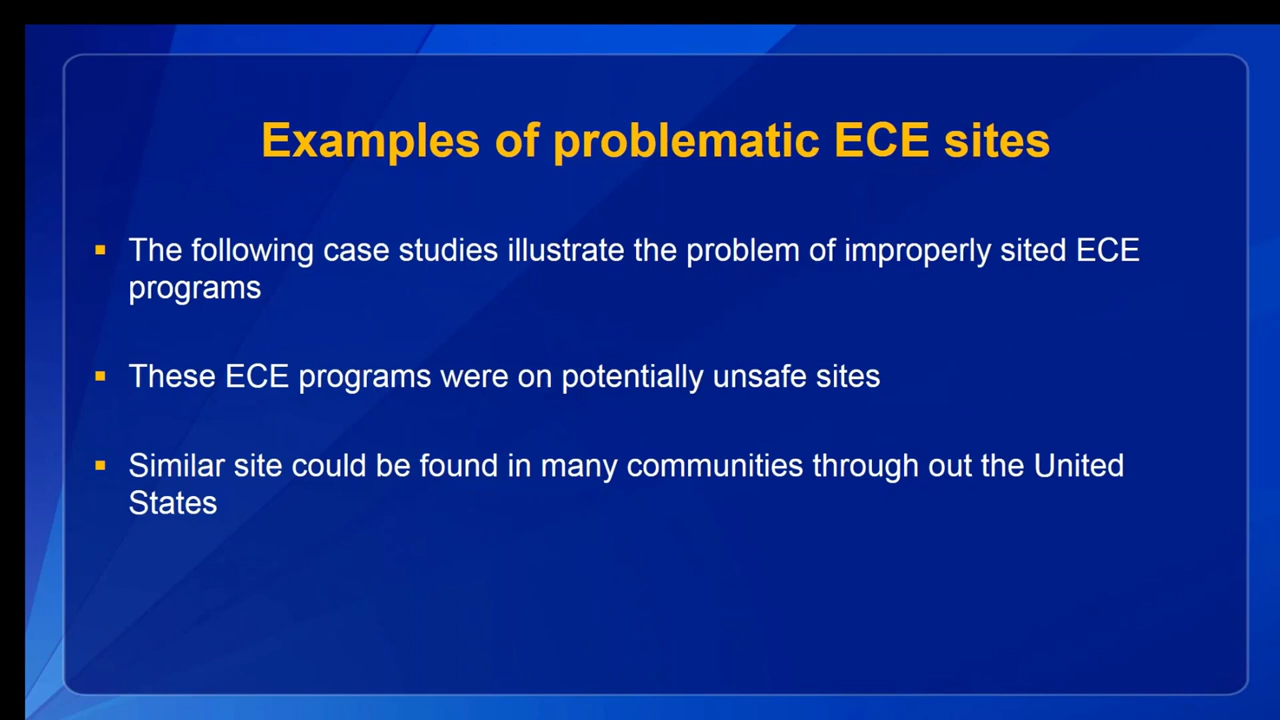 Examples of problematic ECE sites
The following case studies illustrate the problem of improperly sited ECE
programs
These ECE programs were on potentially unsafe sites
Similar site could be found in many communities through out the United
States